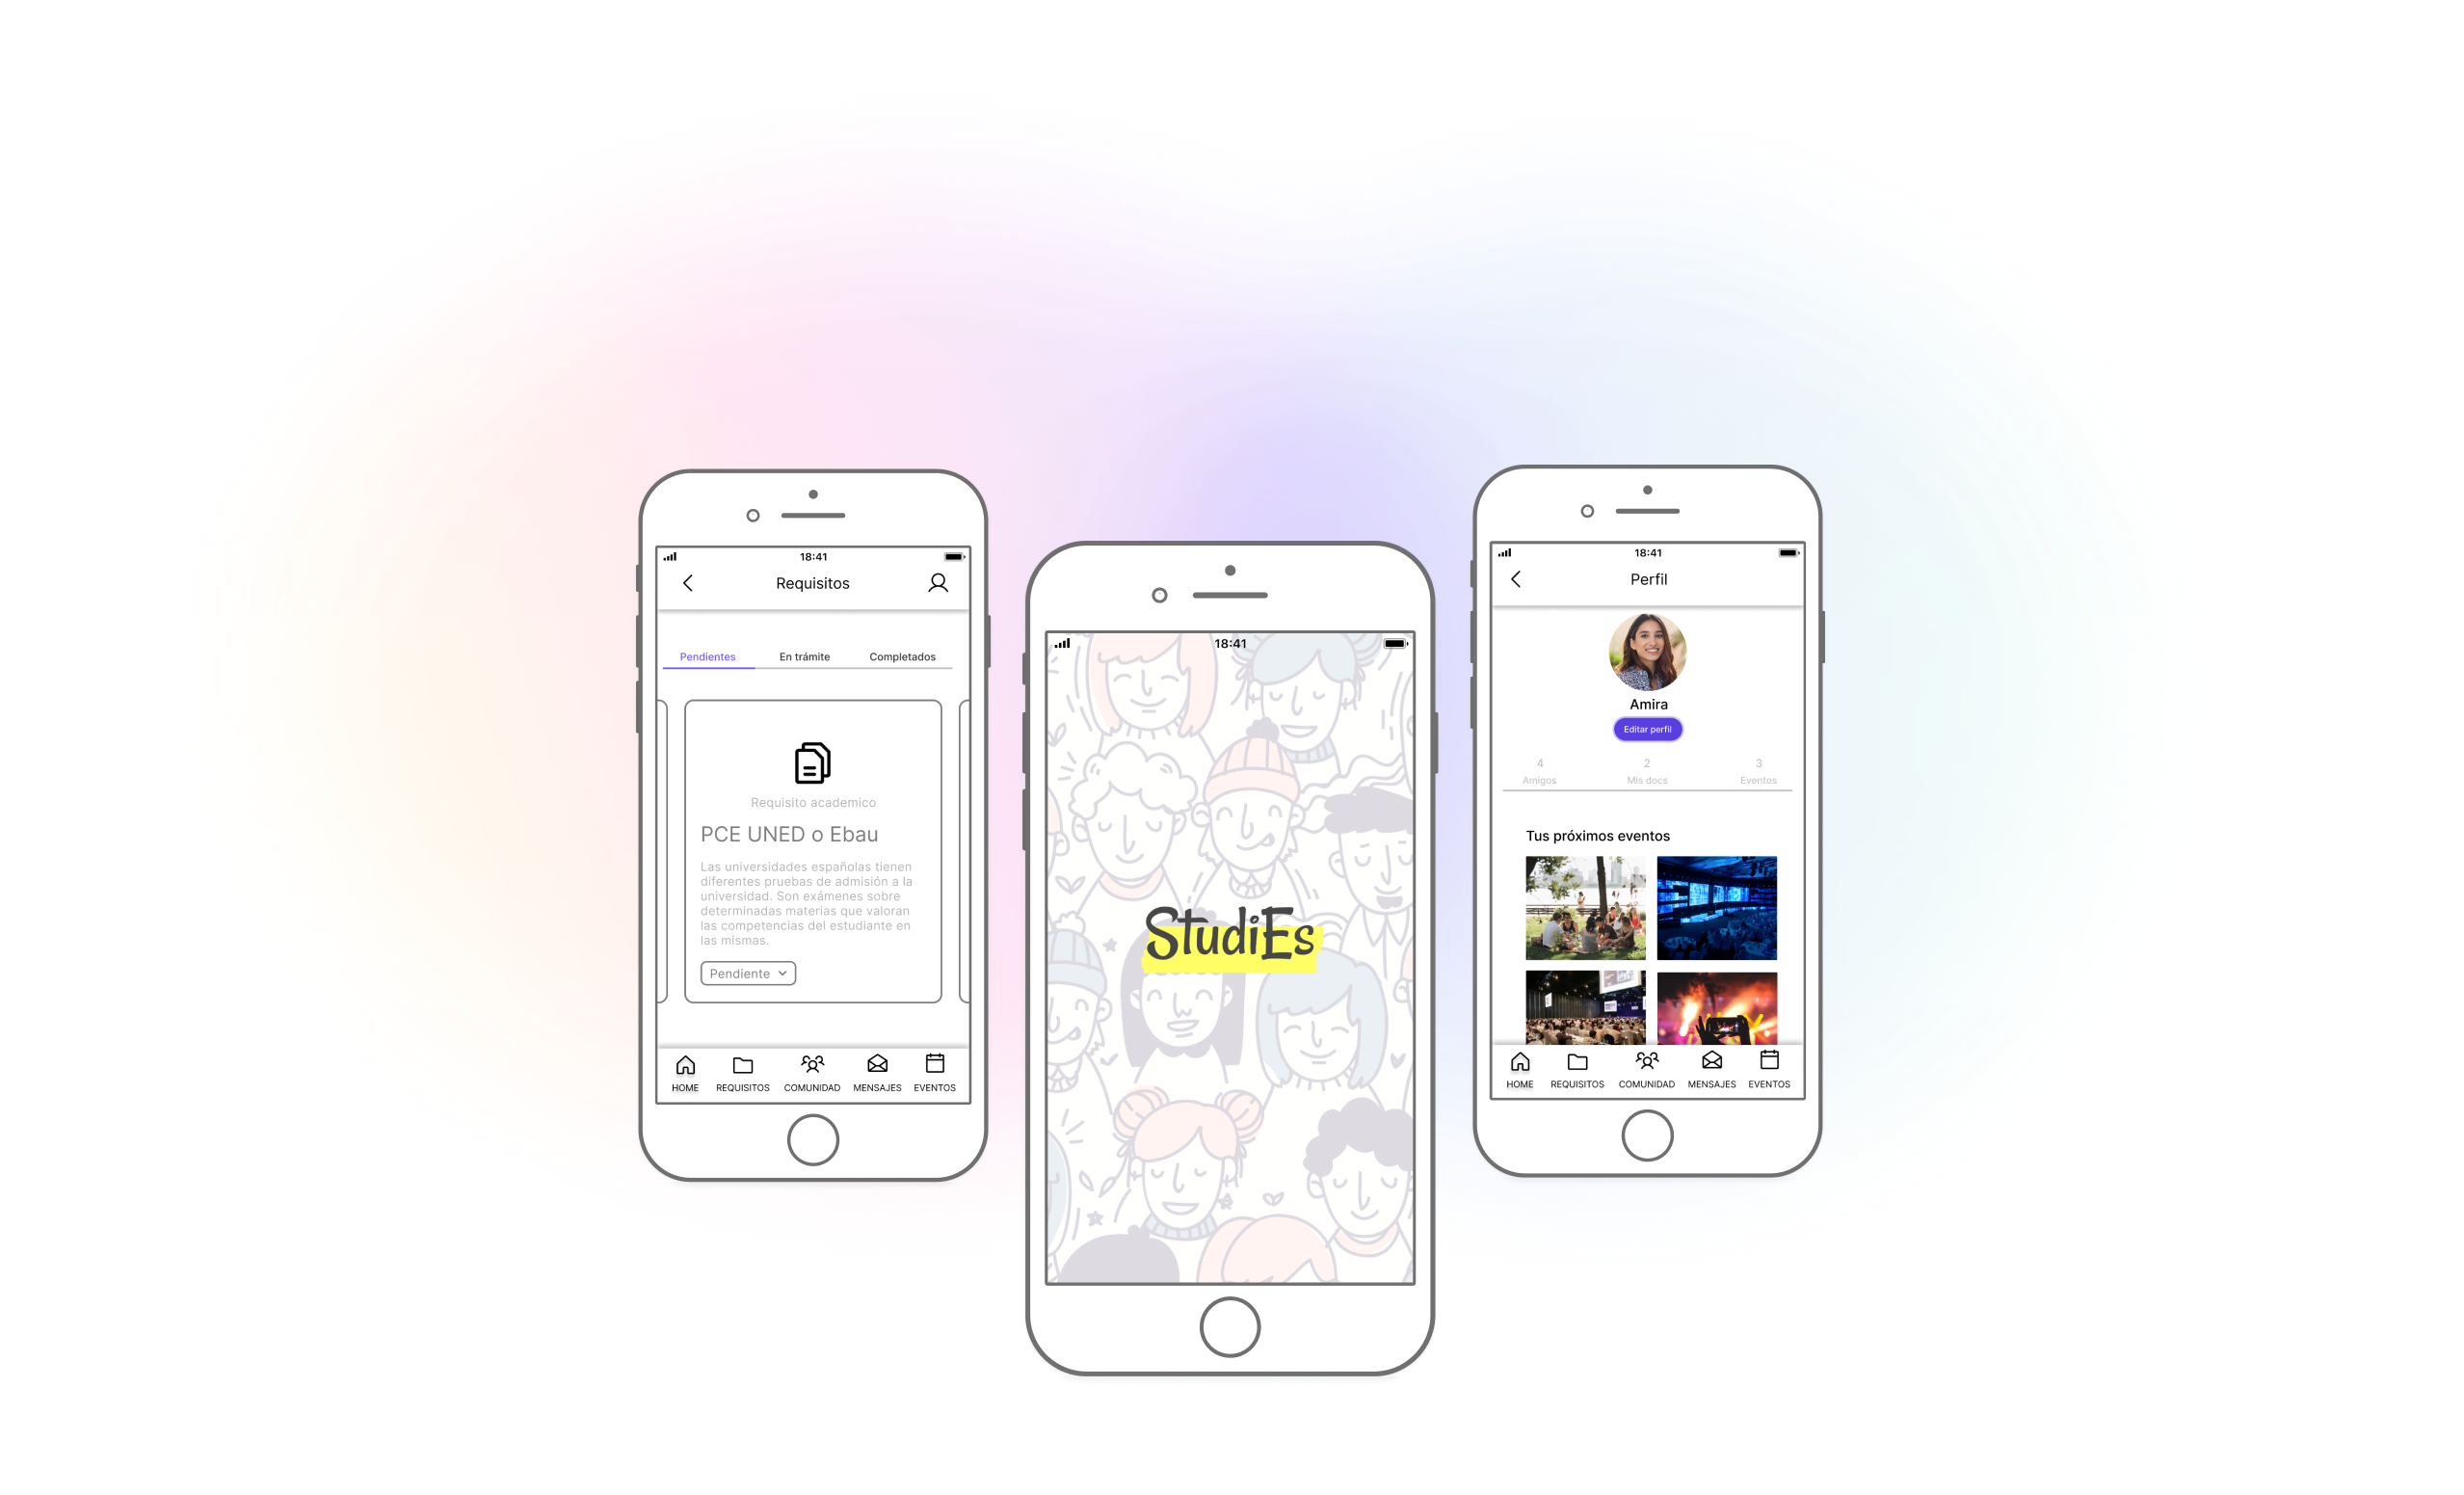 18:41
Requisitos
Pendientes
En trámite
Completados
Requisito academico
PCE UNED o Ebau
Las universidades españolas tienen
diferentes pruebas de admisión a la
universidad. Son exámenes sobre
determinadas materias que valoran
las competencias del estudiante en
las mismas.
Pendiente
HOME
REQUISITOS
COMUNIDAD
MENSAJES
EVENTOS
18:41
StudiEs
18:41
Perfil
Amira
Editar perfil
4
2
3
Amigos
Mis docs
Eventos
Tus próximos eventos
HOME
REQUISITOS
COMUNIDAD
MENSAJES
EVENTOS